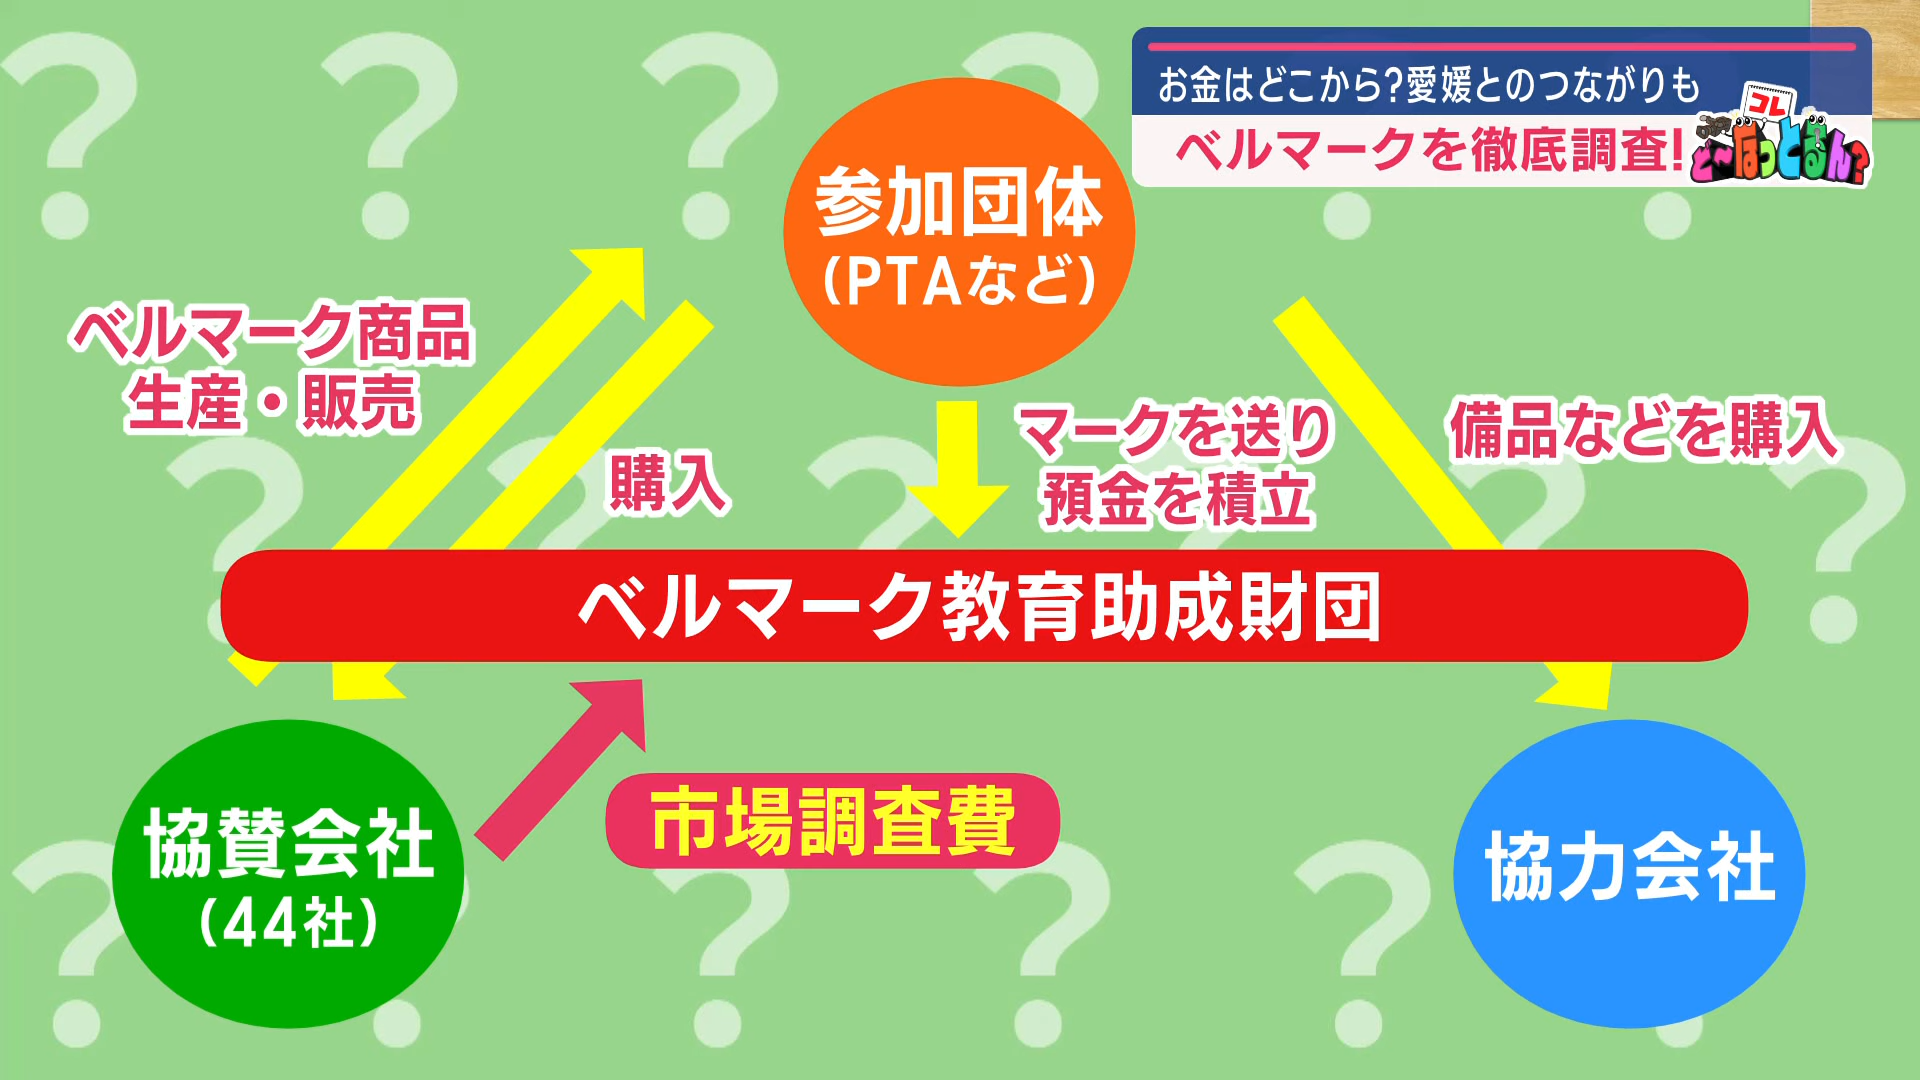 お金はどこから?愛媛とのつながりも
ベルマークを徹底調査!
コレ
ど〜なっとるん?
参加団体
(PTAなど)
ベルマーク商品
生産・販売
購入
マークを送り
預金を積立
備品などを購入
ベルマーク教育助成財団
市場調査費
協賛会社
(44社)
協力会社